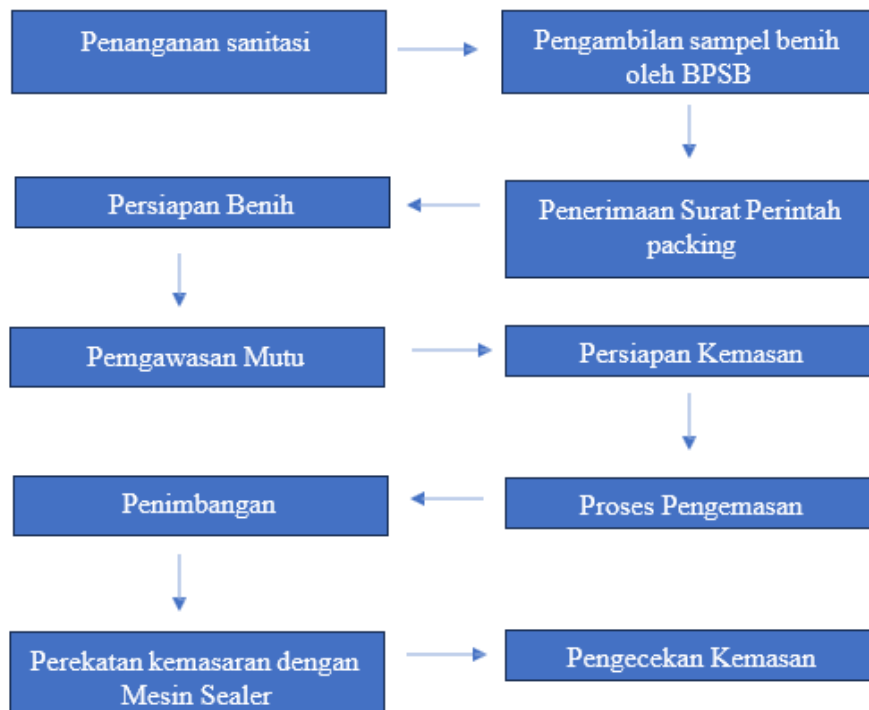 Penanganan sanitasi
Pengambilan sampel benih
oleh BPSB
Penerimaan Surat Perintah
packing
Persiapan Benih
Pemgawasan Mutu
Persiapan Kemasan
Proses Pengemasan
Penimbangan
Perekatan kemasaran dengan
Mesin Sealer
Pengecekan Kemasan